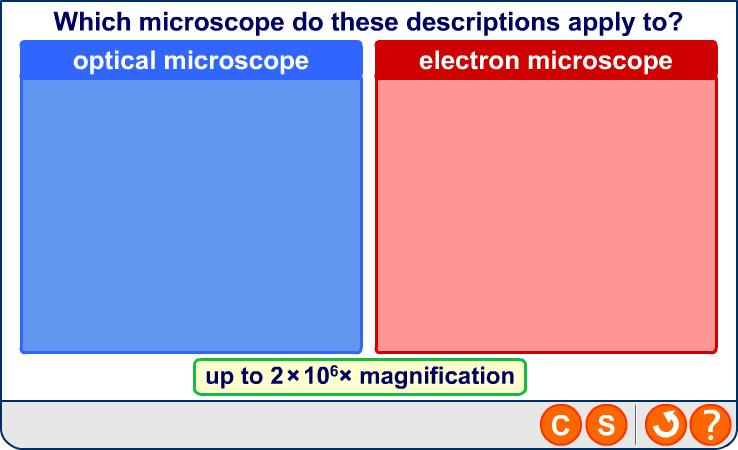 Which microscope do these descriptions apply to?
optical microscope
electron microscope
up to 2×10⁶× magnification
C S ?